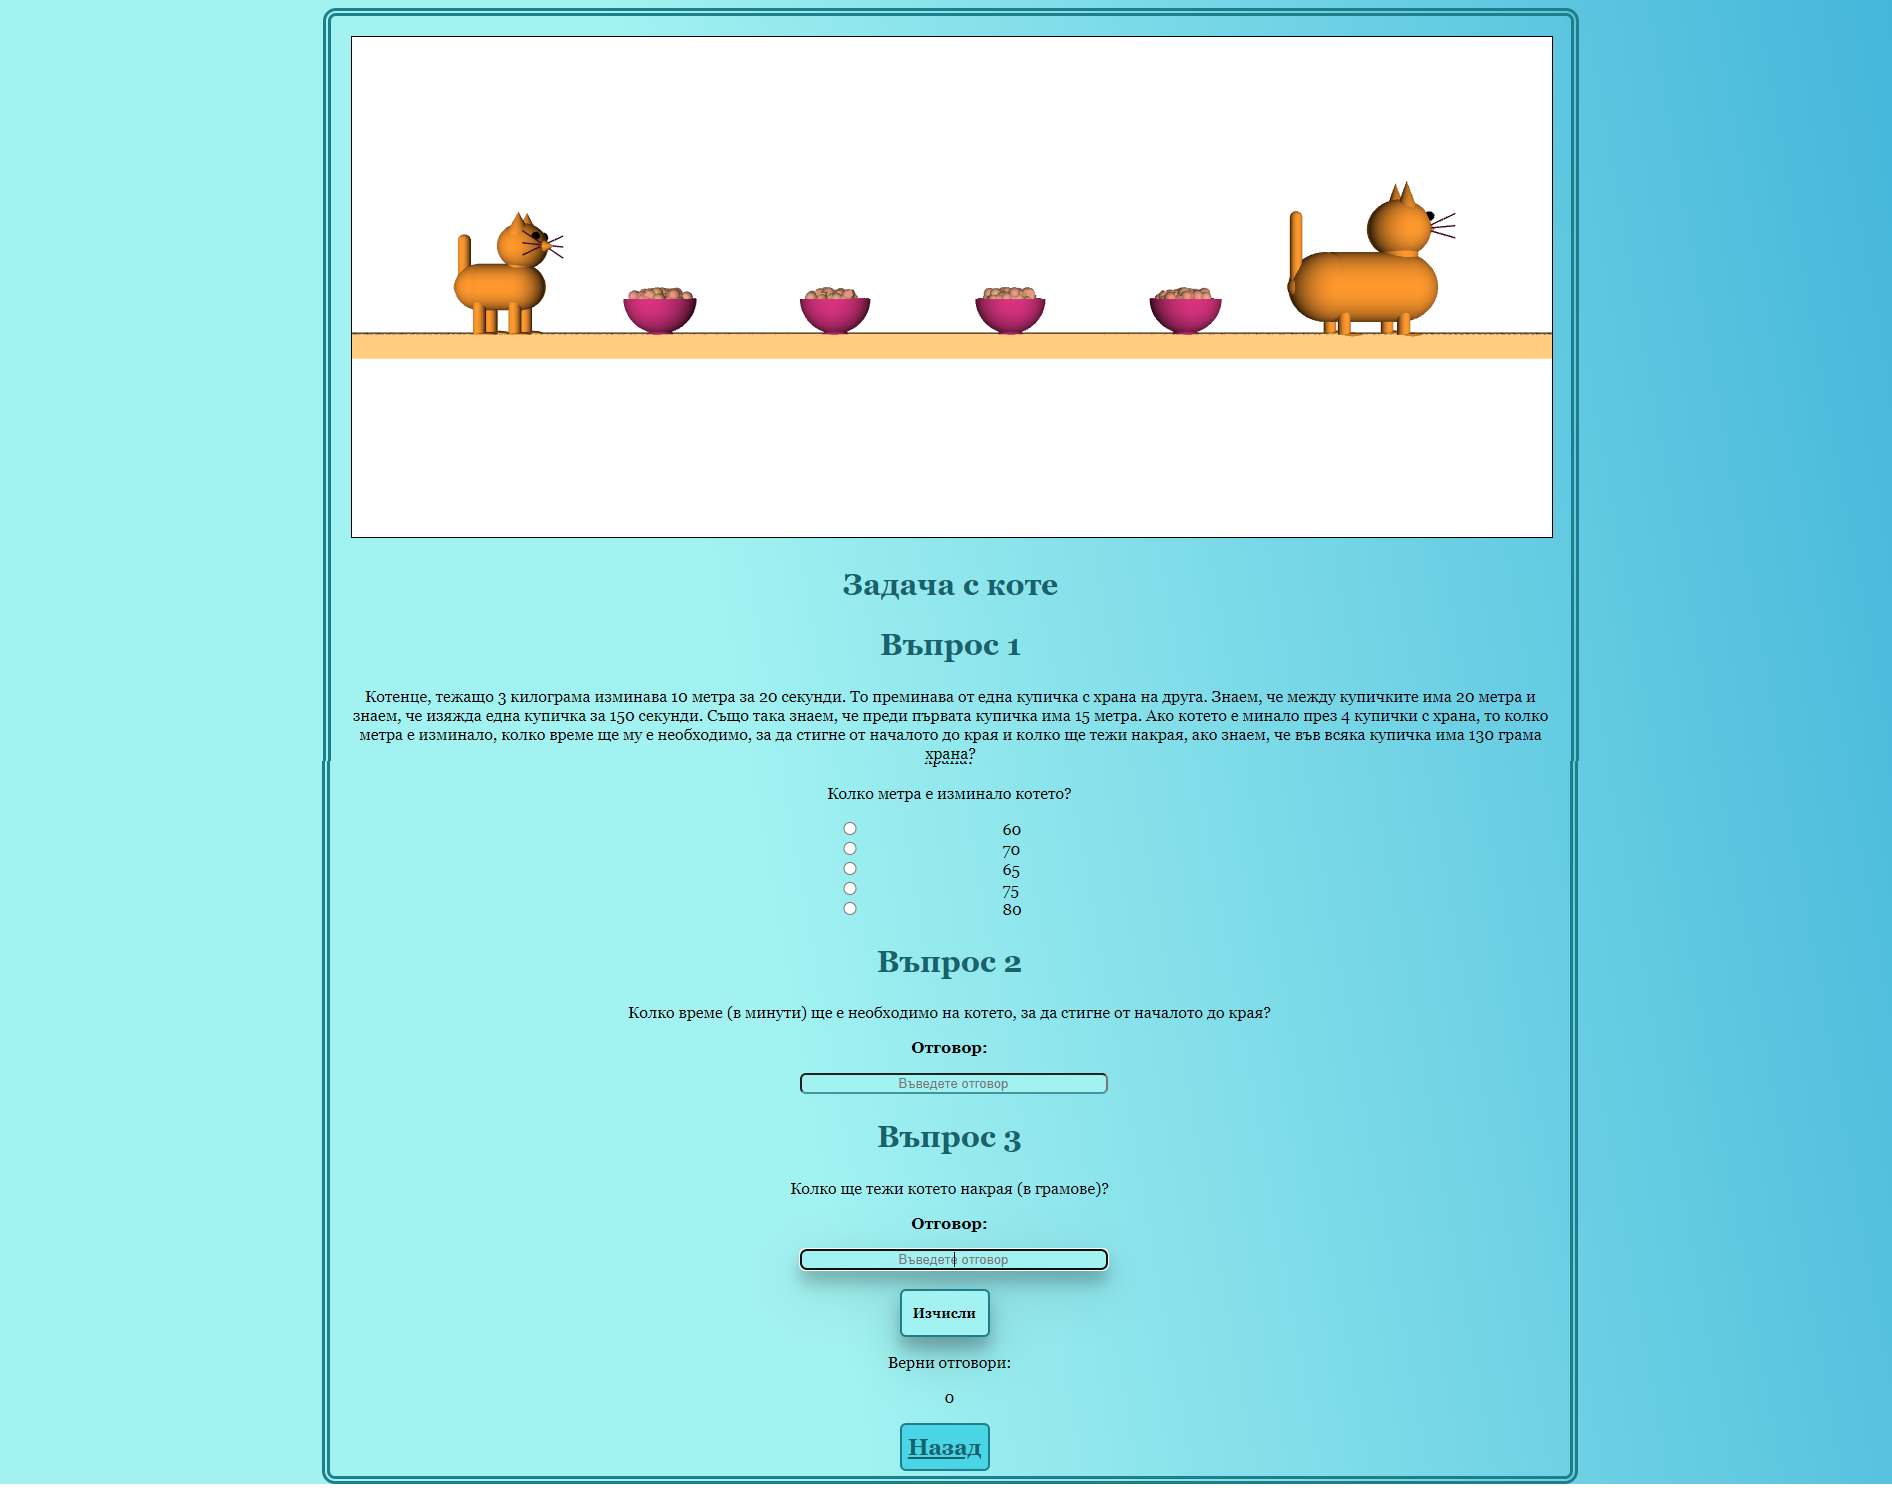 Задача с коте
Въпрос 1
Котенце, тежащо 3 килограма изминава 10 метра за 20 секунди. То преминава от една купичка с храна на друга. Знаем, че между купичките има 20 метра и
знаем, че изяжда една купичка за 150 секунди. Също така знаем, че преди първата купичка има 15 метра. Ако котето е минало през 4 купички с храна, то колко
метра е изминало, колко време ще му е необходимо, за да стигне от началото до края и колко ще тежи накрая, ако знаем, че във всяка купичка има 130 грама
храна?
Колко метра е изминало котето?
60
70
65
75
80
Въпрос 2
Колко време (в минути) ще е необходимо на котето, за да стигне от началото до края?
Отговор:
Въведете отговор
Въпрос 3
Колко ще тежи котето накрая (в грамове)?
Отговор:
Въведете отговор
Изчисли
Верни отговори:
0
Назад